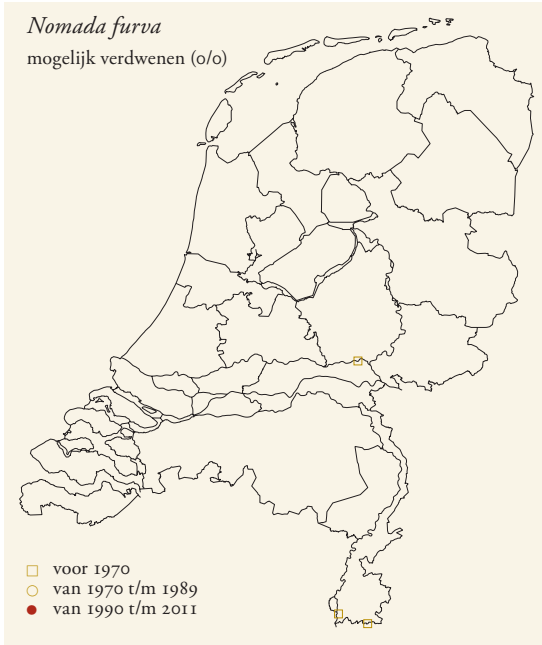 Nomada furva
mogelijk verdwenen (0/0)
voor 1970
van 1970 t/m 1989
van 1990 t/m 2011